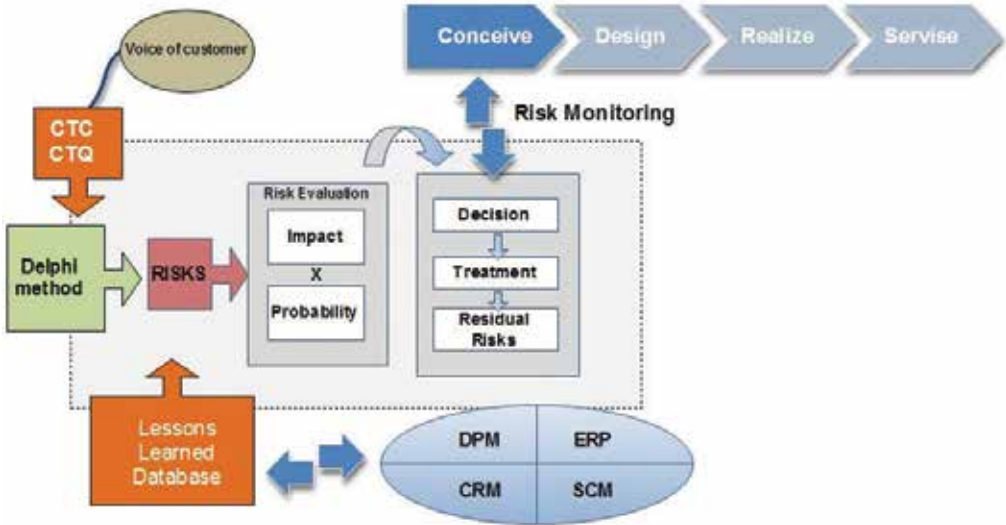 Voice of customer
Conceive
Design
Realize
Servise
Risk Monitoring
CTC
CTQ
Risk Evaluation
Impact
X
Probability
Decision
Treatment
Residual
Risks
Delphi
method
RISKS
Lessons
Learned
Database
DPM
ERP
CRM
SCM